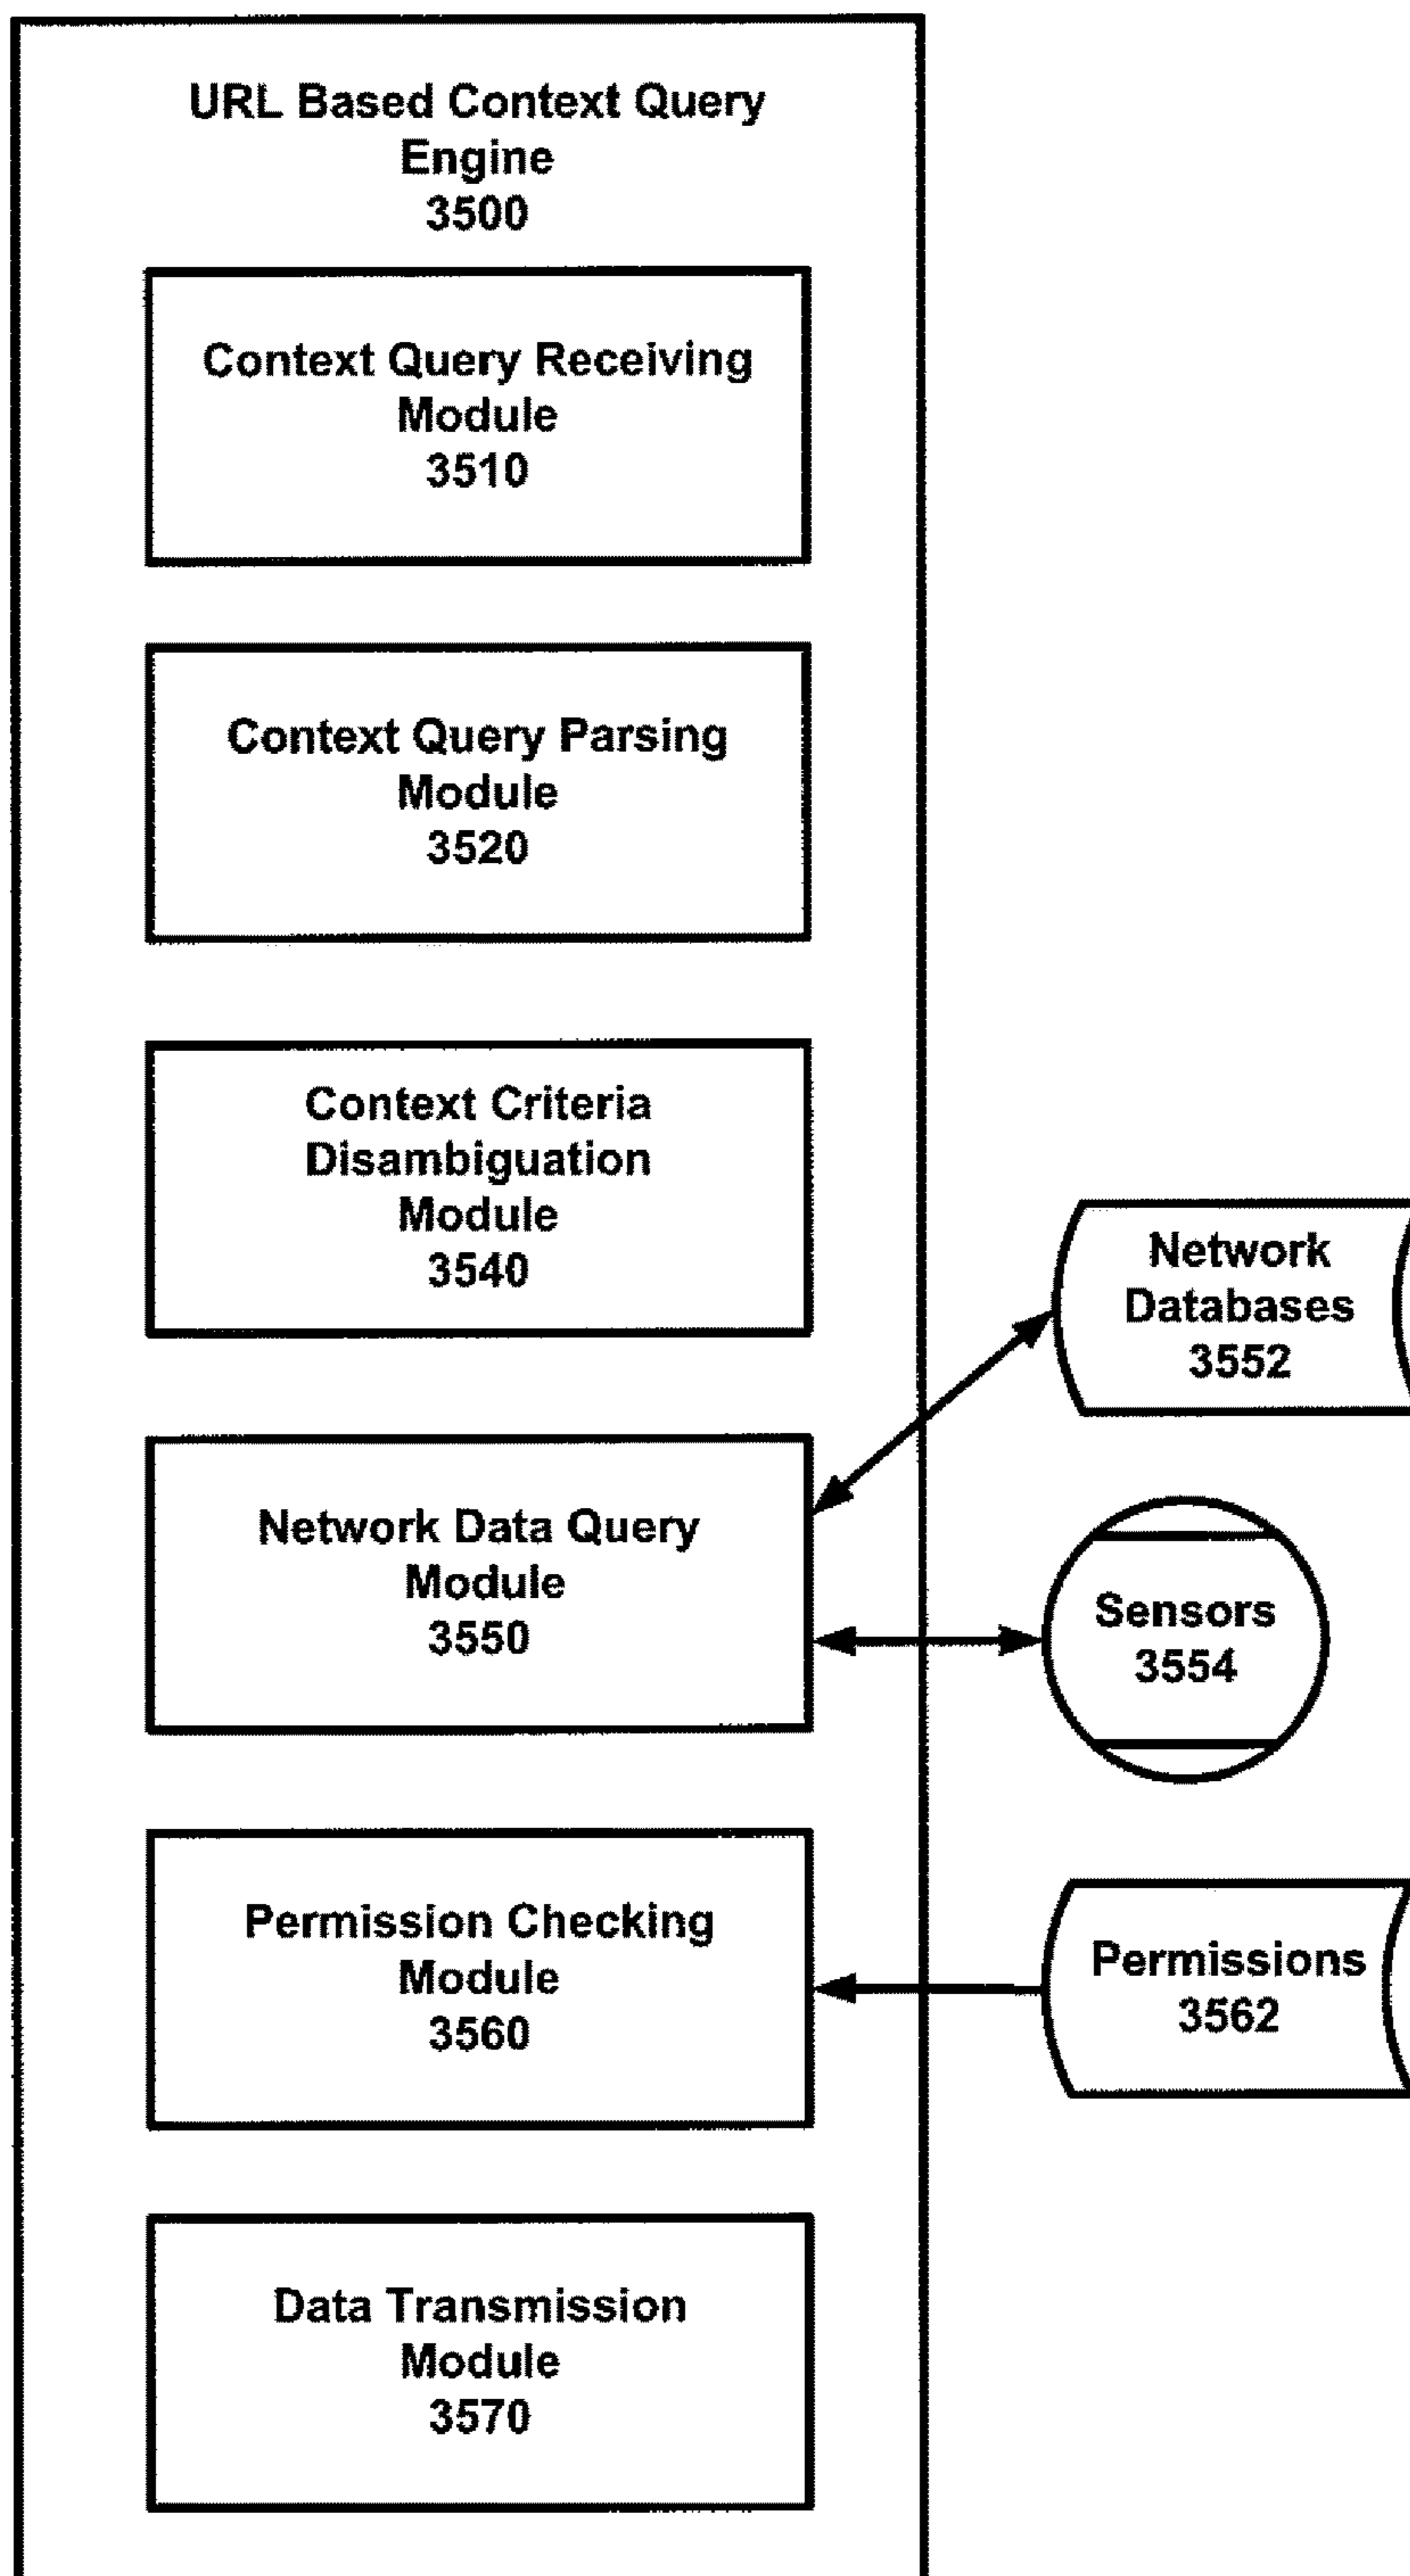 URL Based Context Query
Engine
3500
Context Query Receiving
Module
3510
Context Query Parsing
Module
3520
Context Criteria
Disambiguation
Module
3540
Network
Databases
3552
Network Data Query
Module
3550
Sensors
3554
Permission Checking
Module
3560
Permissions
3562
Data Transmission
Module
3570